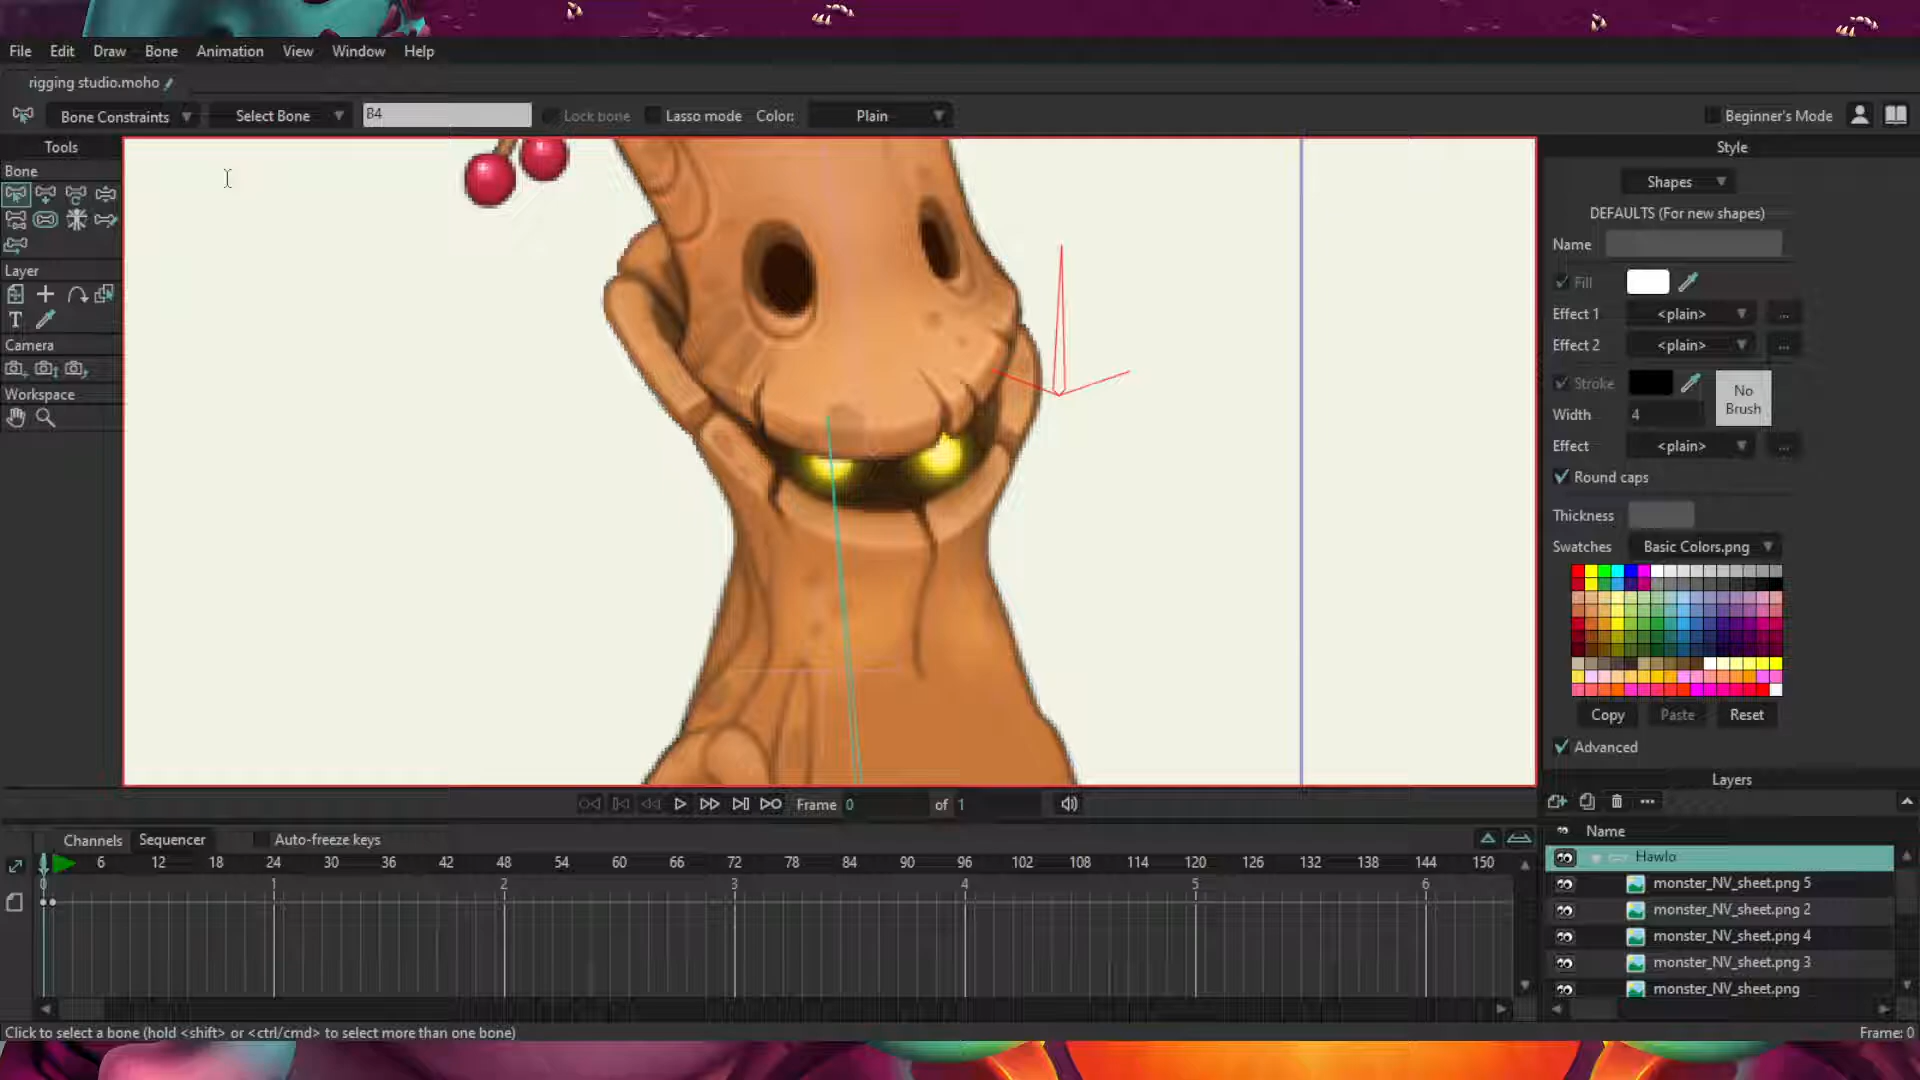 File Edit Draw Bone Animation View Window Help
rigging studio.moho
Bone Constraints Select Bone B4 Lock bone Lasso mode Color: Plain Beginner's Mode
Tools
Bone
Layer
T
Camera
Workspace
Style
Shapes
DEFAULTS (For new shapes)
Name
Fill
Effect 1 <plain> ...
Effect 2 <plain> ...
Stroke
No Brush
Width 4
Effect <plain> ...
Round caps
Thickness
Swatches Basic Colors.png
Copy Paste Reset
Advanced
Layers
Name
Hawlo
monster_NV_sheet.png 5
monster_NV_sheet.png 2
monster_NV_sheet.png 4
monster_NV_sheet.png 3
monster_NV_sheet.png
Frame 0 of 1
Channels Sequencer Auto-freeze keys
6 12 18 24 30 36 42 48 54 60 66 72 78 84 90 96 102 108 114 120 126 132 138 144 150
0 1 2 3 4 5 6
Click to select a bone (hold <shift> or <ctrl/cmd> to select more than one bone) Frame: 0